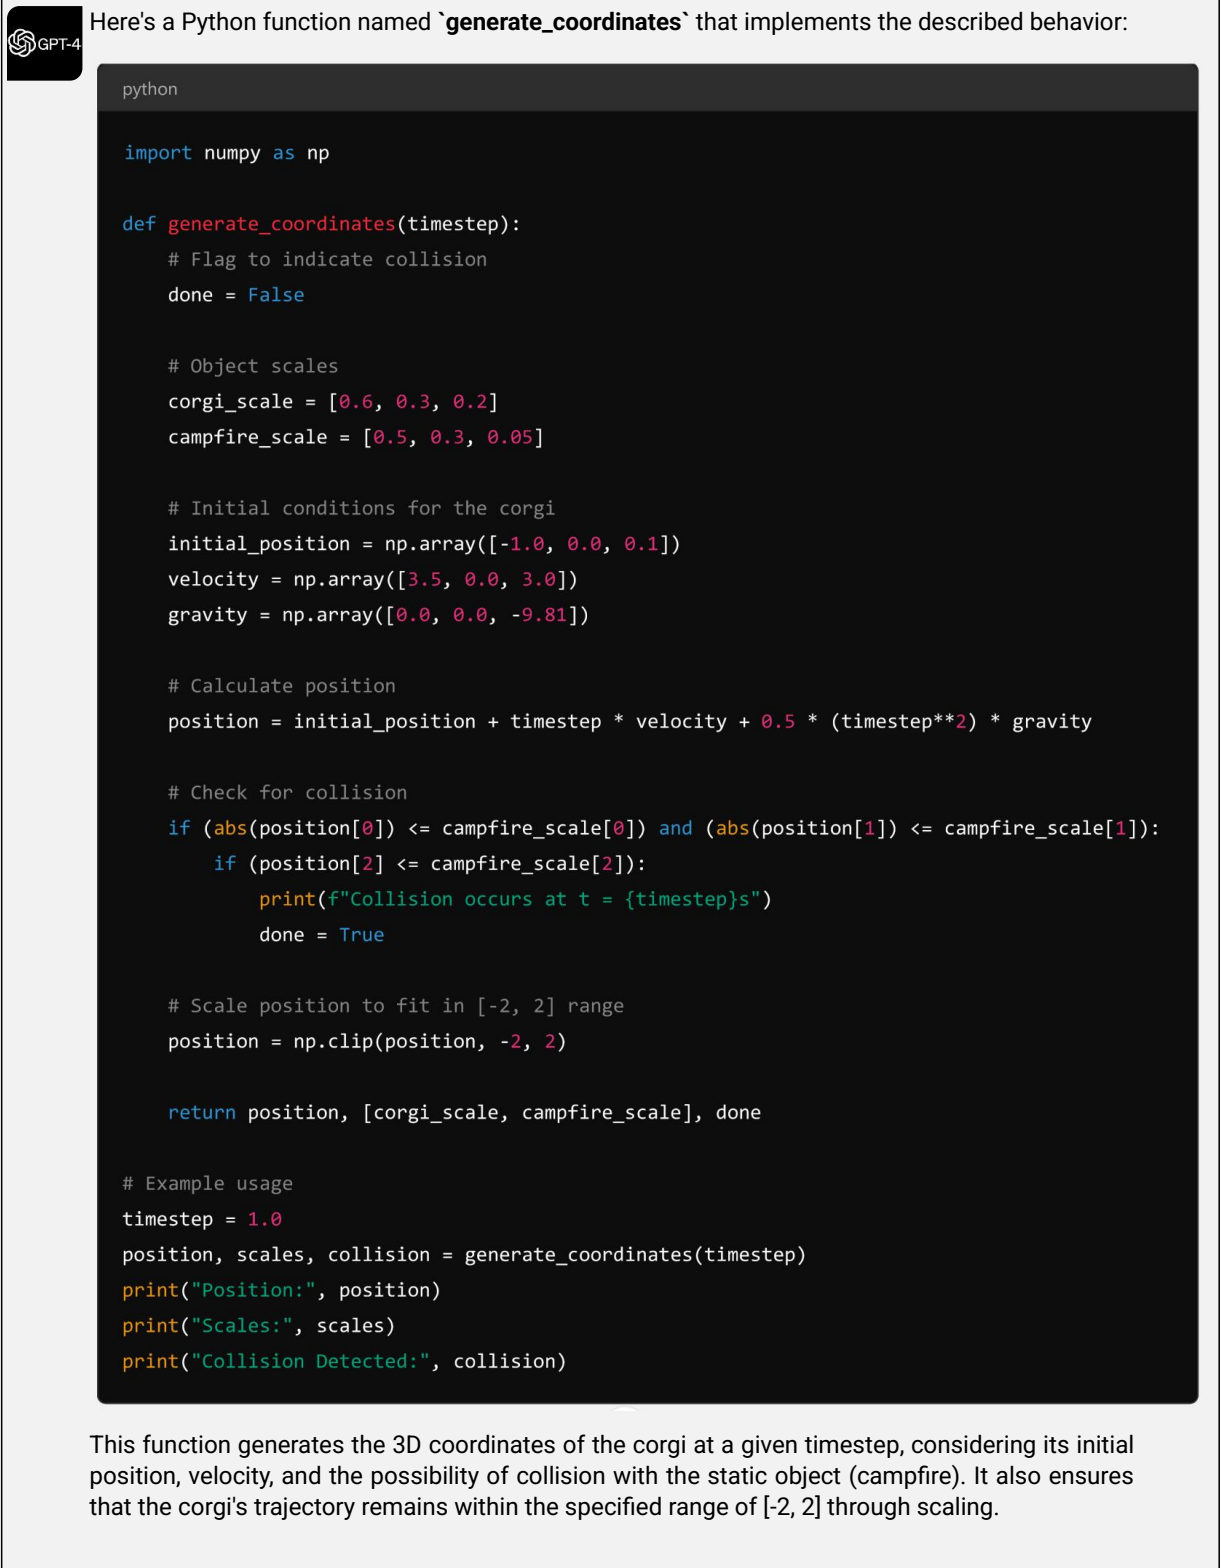 GPT-4
Here's a Python function named `generate_coordinates` that implements the described behavior:
python
import numpy as np
def generate_coordinates(timestep):
    # Flag to indicate collision
    done = False
    # Object scales
    corgi_scale = [0.6, 0.3, 0.2]
    campfire_scale = [0.5, 0.3, 0.05]
    # Initial conditions for the corgi
    initial_position = np.array([-1.0, 0.0, 0.1])
    velocity = np.array([3.5, 0.0, 3.0])
    gravity = np.array([0.0, 0.0, -9.81])
    # Calculate position
    position = initial_position + timestep * velocity + 0.5 * (timestep**2) * gravity
    # Check for collision
    if (abs(position[0]) <= campfire_scale[0]) and (abs(position[1]) <= campfire_scale[1]):
        if (position[2] <= campfire_scale[2]):
            print(f"Collision occurs at t = {timestep}s")
            done = True
    # Scale position to fit in [-2, 2] range
    position = np.clip(position, -2, 2)
    return position, [corgi_scale, campfire_scale], done
# Example usage
timestep = 1.0
position, scales, collision = generate_coordinates(timestep)
print("Position:", position)
print("Scales:", scales)
print("Collision Detected:", collision)
This function generates the 3D coordinates of the corgi at a given timestep, considering its initial
position, velocity, and the possibility of collision with the static object (campfire). It also ensures
that the corgi's trajectory remains within the specified range of [-2, 2] through scaling.